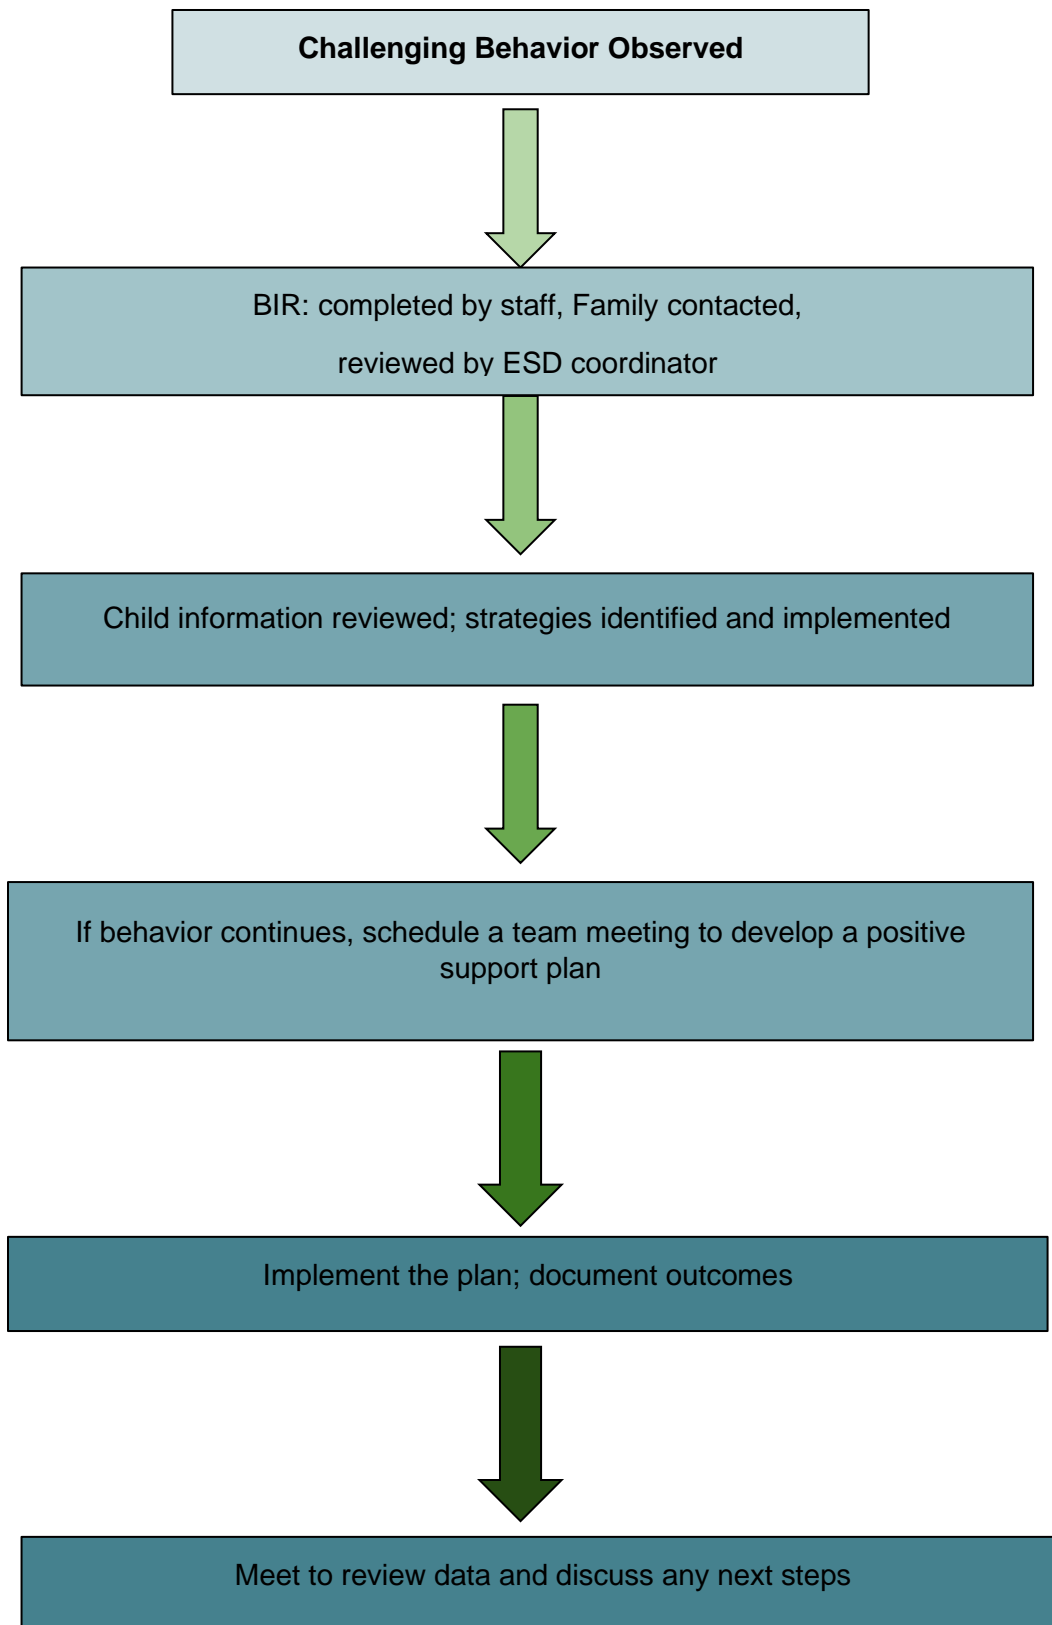 Challenging Behavior Observed
BIR: completed by staff, Family contacted,
reviewed by ESD coordinator
Child information reviewed; strategies identified and implemented
If behavior continues, schedule a team meeting to develop a positive
support plan
Implement the plan; document outcomes
Meet to review data and discuss any next steps